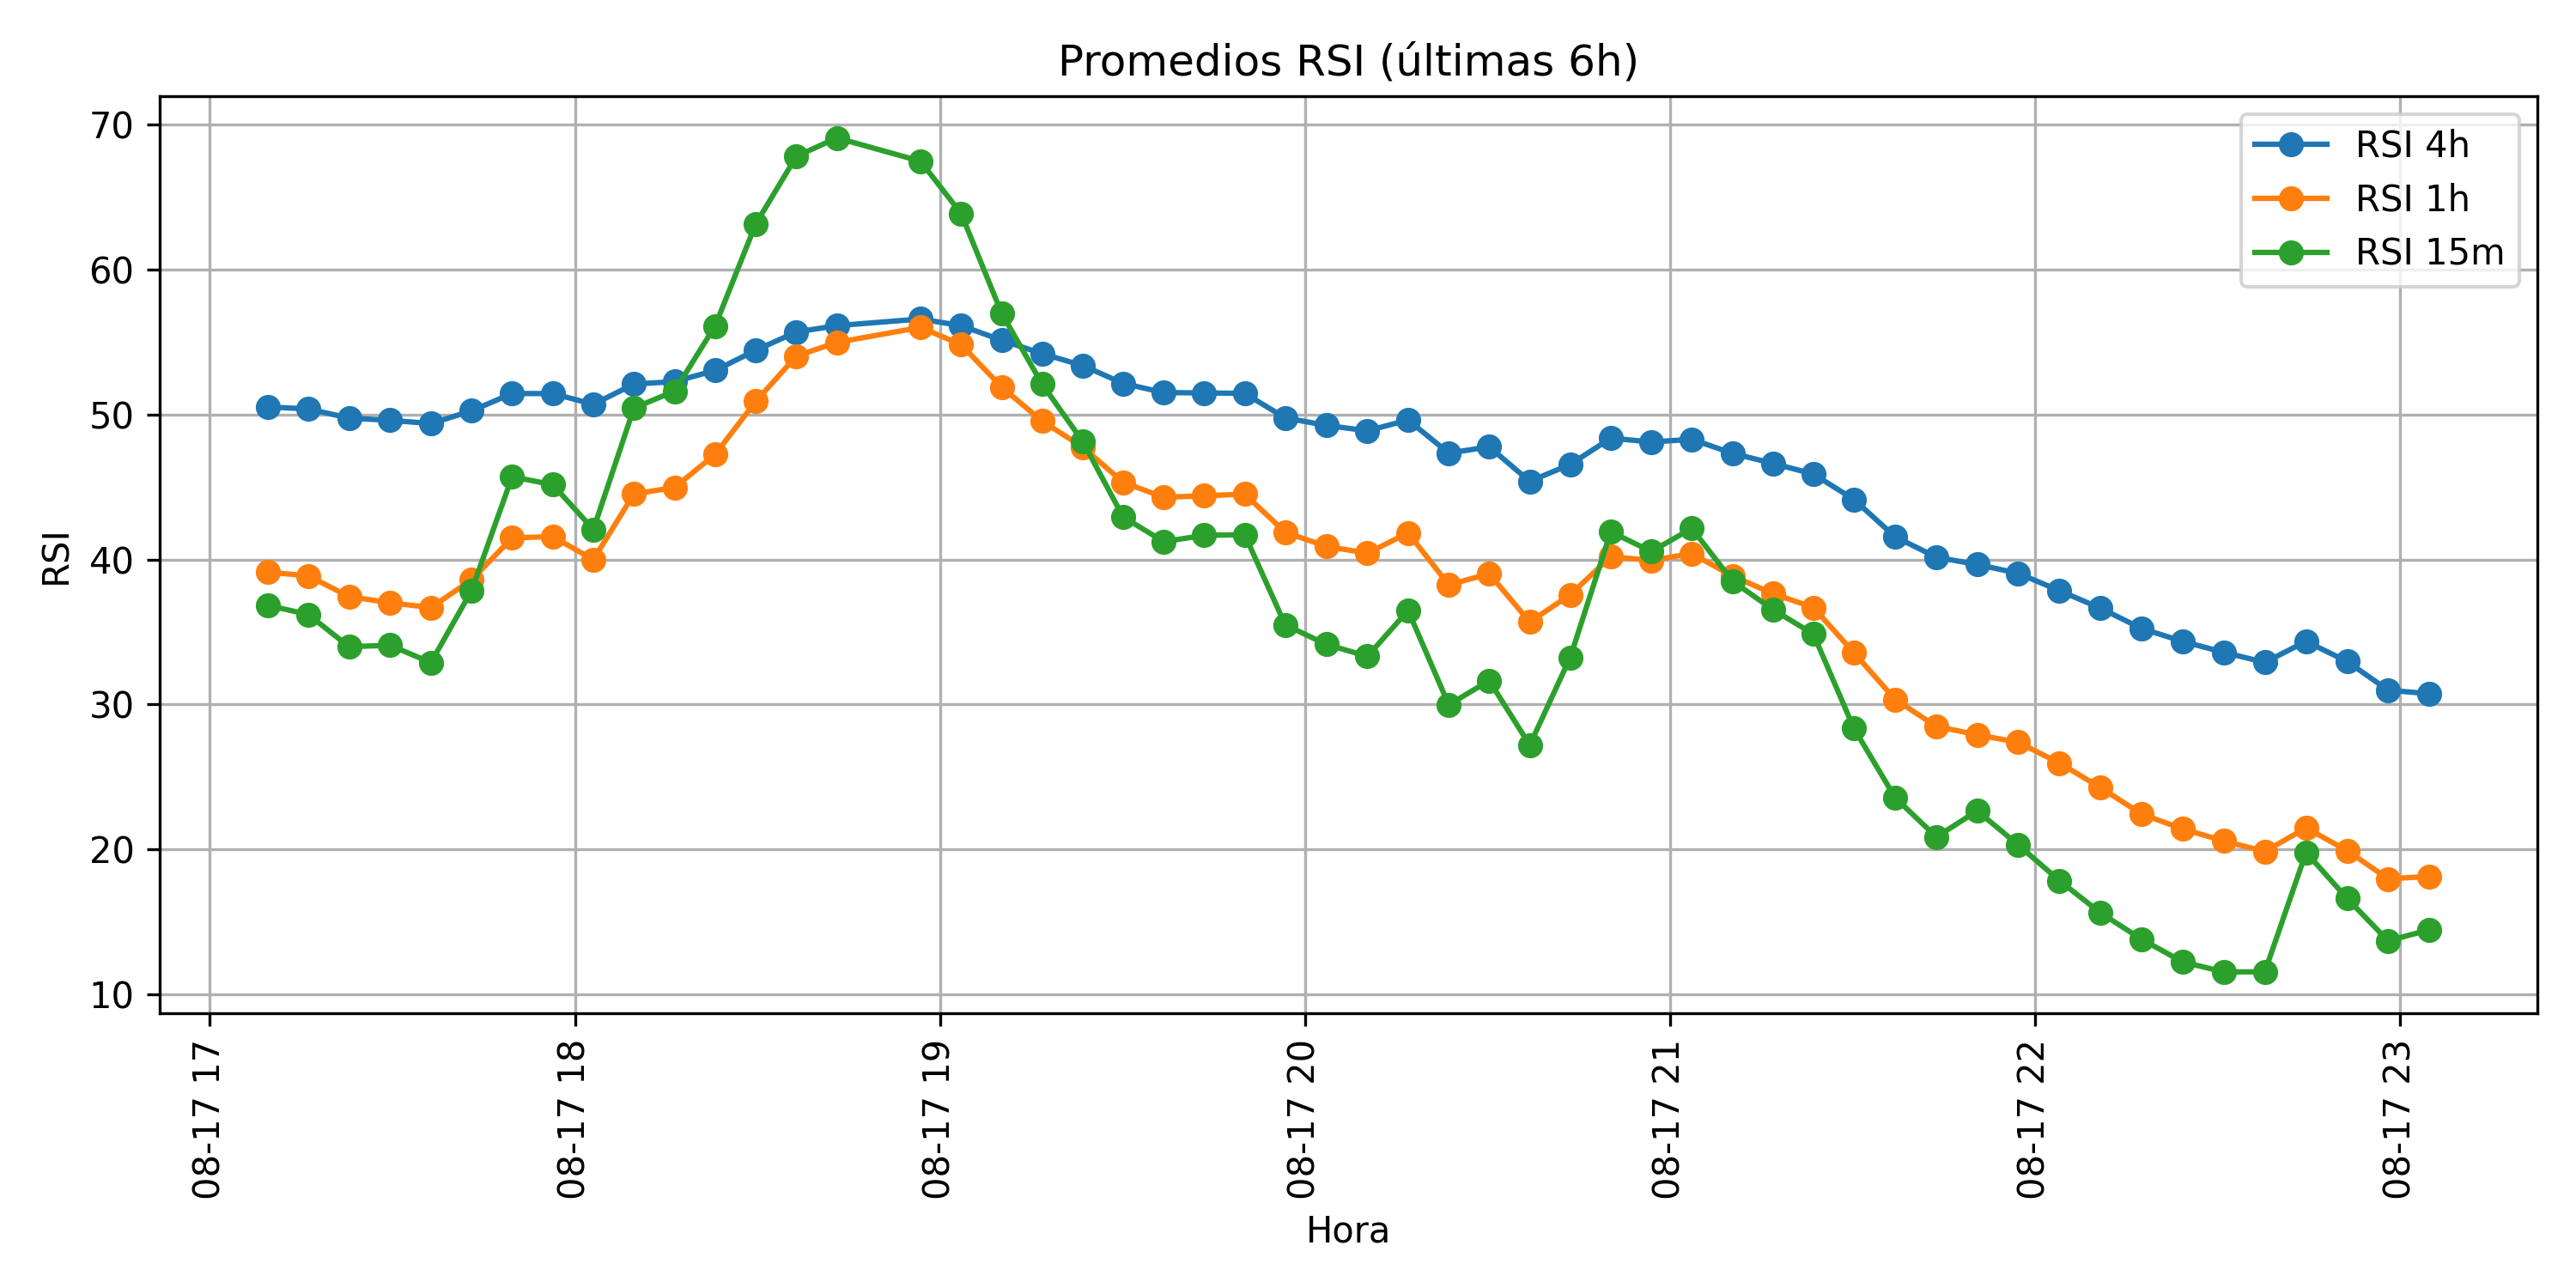 Promedios RSI (últimas 6h)
RSI 4h
RSI 1h
RSI 15m
RSI
70
60
50
40
30
20
10
08-17 17
08-17 18
08-17 19
08-17 20
08-17 21
08-17 22
08-17 23
Hora